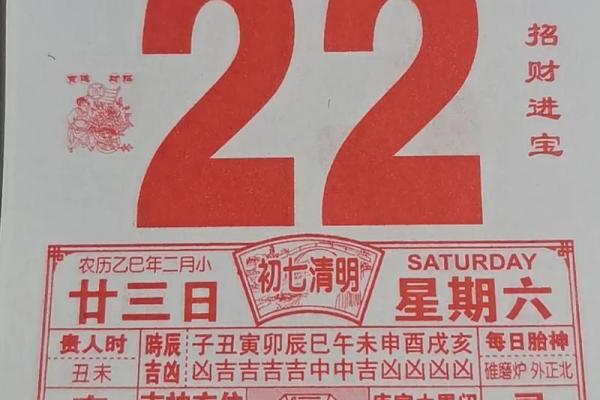 22
招财进宝
农历乙巳年二月小
廿三日
初七清明
SATURDAY
星期六
贵人时
丑未
時辰吉凶
子丑寅卯辰巳午未申酉戌亥
凶吉吉吉吉中中吉凶凶凶凶
每日胎神
碓磨炉 外正北